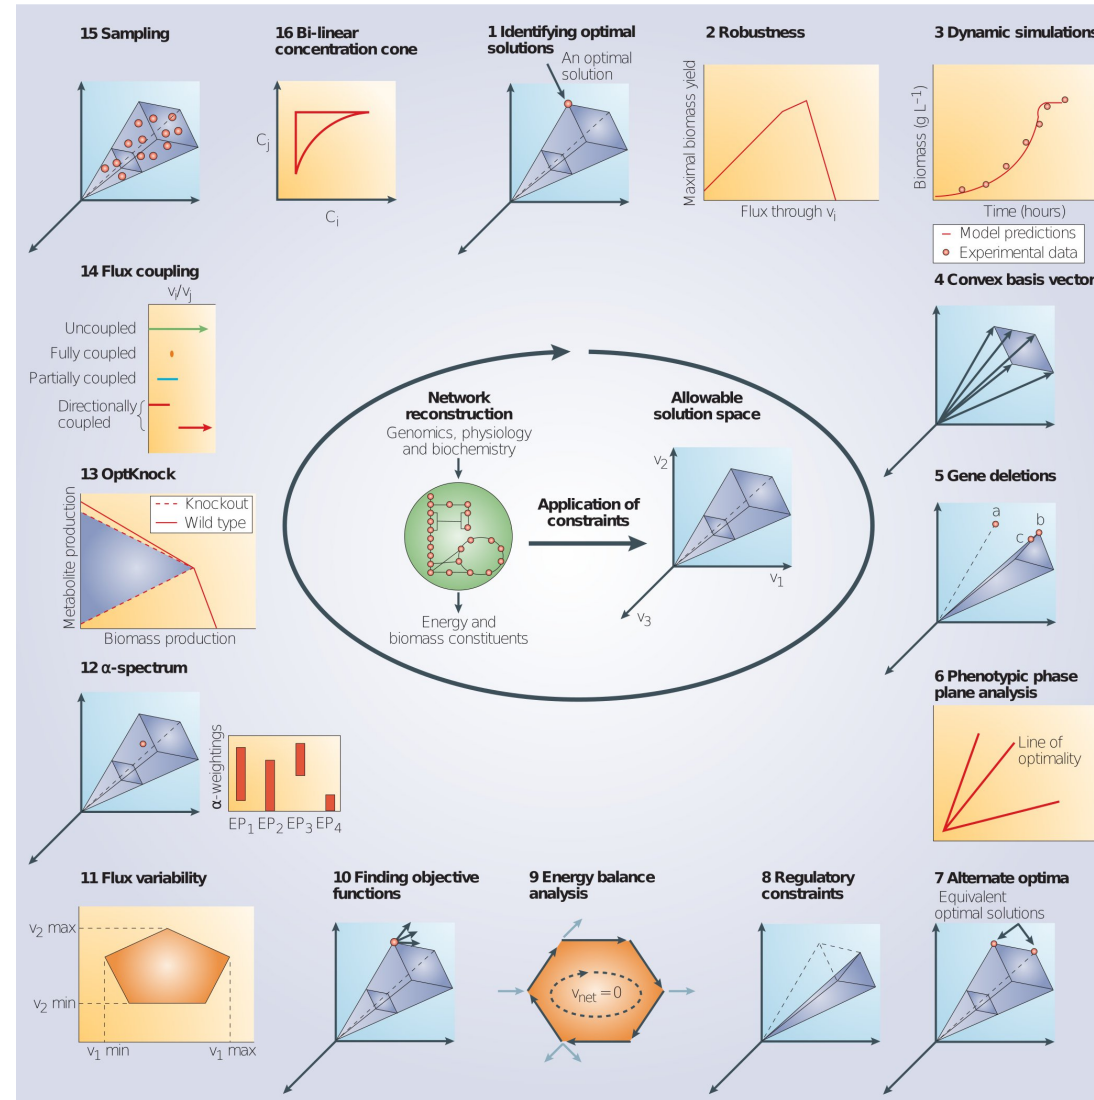 15 Sampling
16 Bi-linear
concentration cone
C_j
C_i
1 Identifying optimal
solutions
An optimal
solution
2 Robustness
Maximal biomass yield
Flux through v_i
3 Dynamic simulations
Biomass (g L⁻¹)
Time (hours)
Model predictions
Experimental data
14 Flux coupling
v_i/v_j
Uncoupled
Fully coupled
Partially coupled
Directionally
coupled
4 Convex basis vector
Network
reconstruction
Genomics, physiology
and biochemistry
Energy and
biomass constituents
Application of
constraints
Allowable
solution space
v₂
v₁
v₃
13 OptKnock
Metabolite production
Knockout
Wild type
Biomass production
5 Gene deletions
a
b
c
12 α-spectrum
α-weightings
EP₁
EP₂
EP₃
EP₄
6 Phenotypic phase
plane analysis
Line of
optimality
11 Flux variability
v₂ max
v₂ min
v₁ min
v₁ max
10 Finding objective
functions
9 Energy balance
analysis
v_net = 0
8 Regulatory
constraints
7 Alternate optima
Equivalent
optimal solutions